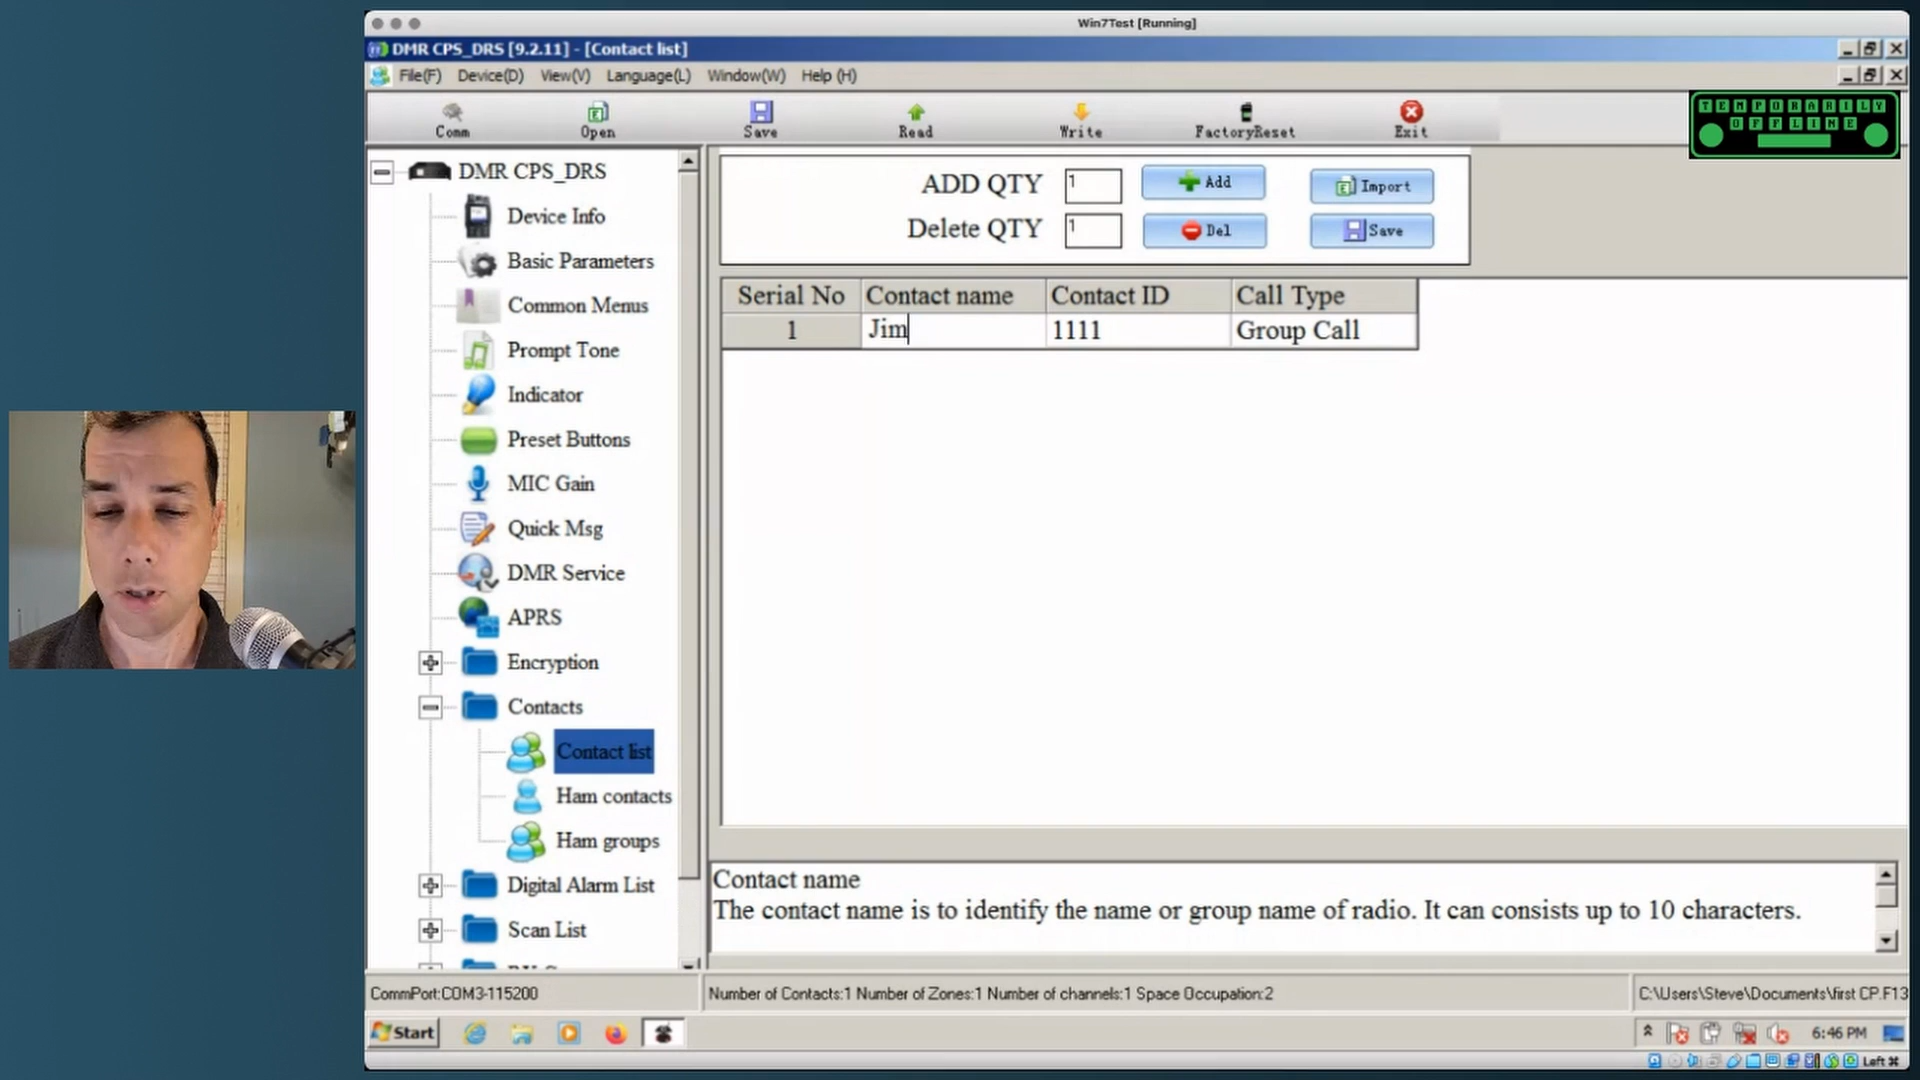 Win7Test [Running]
DMR CPS_DRS [9.2.11] - [Contact list]
File(F) Device(D) View(V) Language(L) Window(W) Help (H)
Comm Open Save Read Write FactoryReset Exit
TEMPORARILY
OFFLINE
DMR CPS_DRS
Device Info
Basic Parameters
Common Menus
Prompt Tone
Indicator
Preset Buttons
MIC Gain
Quick Msg
DMR Service
APRS
Encryption
Contacts
Contact list
Ham contacts
Ham groups
Digital Alarm List
Scan List
ADD QTY 1 Add Import
Delete QTY 1 Del Save
Serial No Contact name Contact ID Call Type
1 Jim 1111 Group Call
Contact name
The contact name is to identify the name or group name of radio. It can consists up to 10 characters.
CommPort:COM3-115200 Number of Contacts:1 Number of Zones:1 Number of channels:1 Space Occupation:2 C:\Users\Steve\Documents\first CP.F13
Start 6:46 PM
Left ⌘